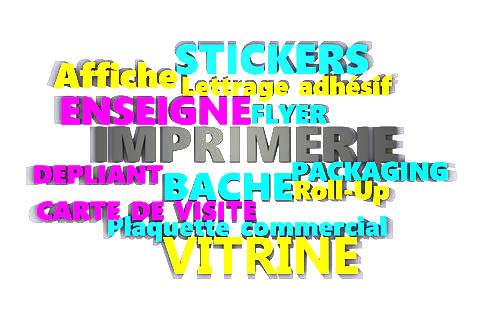 STICKERS
Affiche
Lettrage adhésif
ENSEIGNE
FLYER
IMPRIMERIE
DEPLIANT
PACKAGING
BACHE
Roll-Up
CARTE DE VISITE
Plaquette commercial
VITRINE